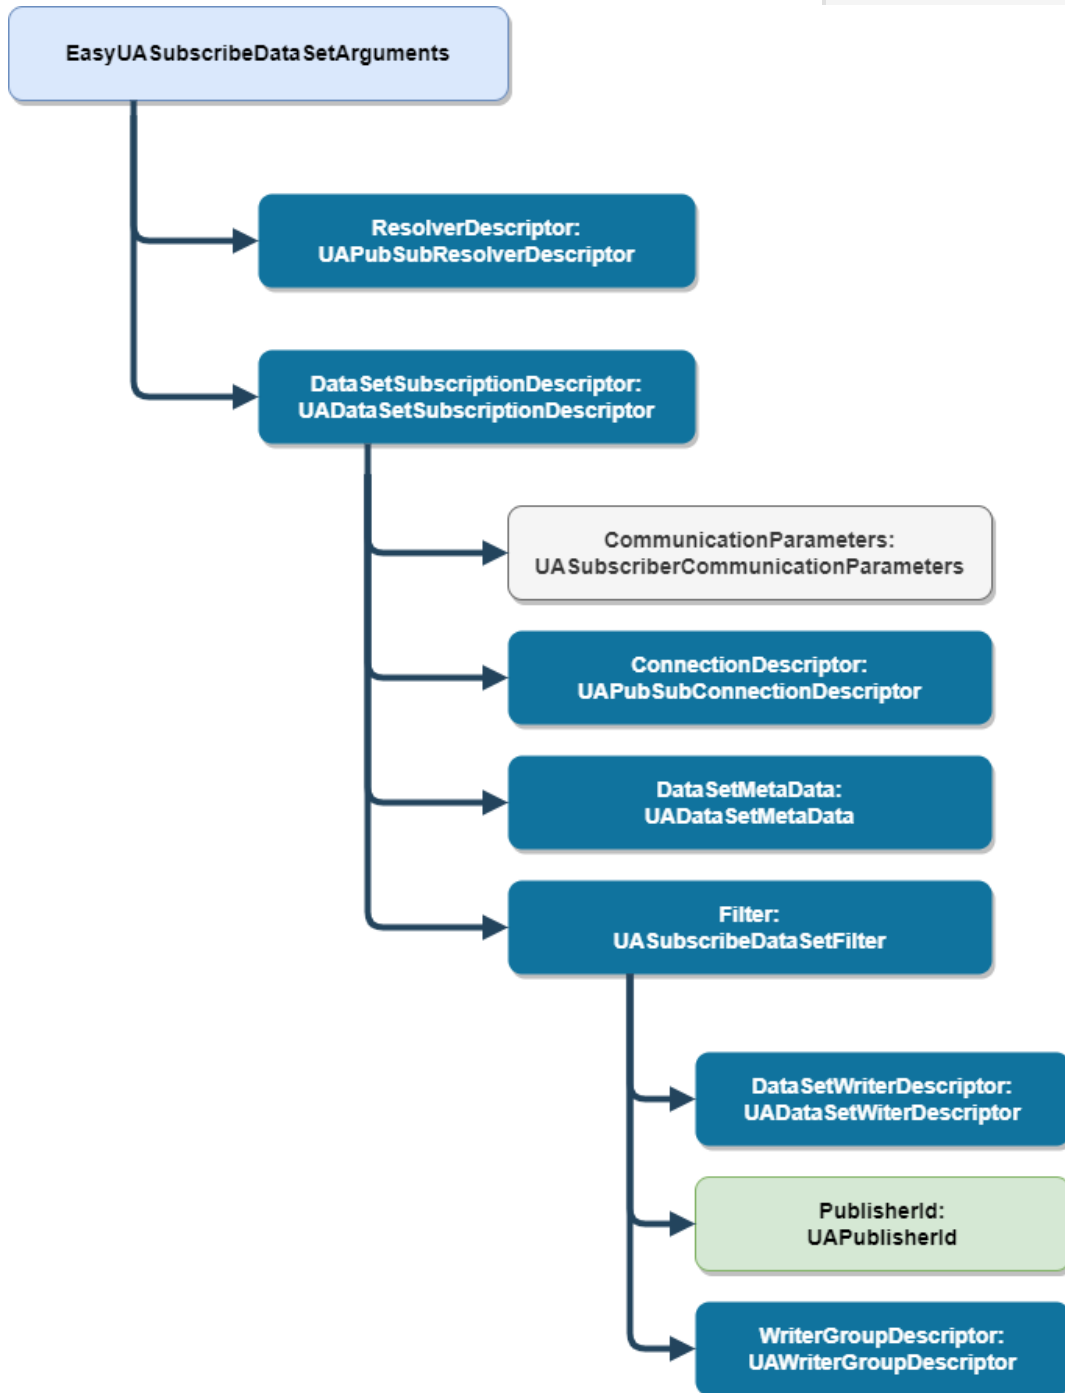 EasyUASubscribeDataSetArguments
ResolverDescriptor:
UAPubSubResolverDescriptor
DataSetSubscriptionDescriptor:
UADataSetSubscriptionDescriptor
CommunicationParameters:
UASubscriberCommunicationParameters
ConnectionDescriptor:
UAPubSubConnectionDescriptor
DataSetMetaData:
UADataSetMetaData
Filter:
UASubscribeDataSetFilter
DataSetWriterDescriptor:
UADataSetWiterDescriptor
PublisherId:
UAPublisherId
WriterGroupDescriptor:
UAWriterGroupDescriptor